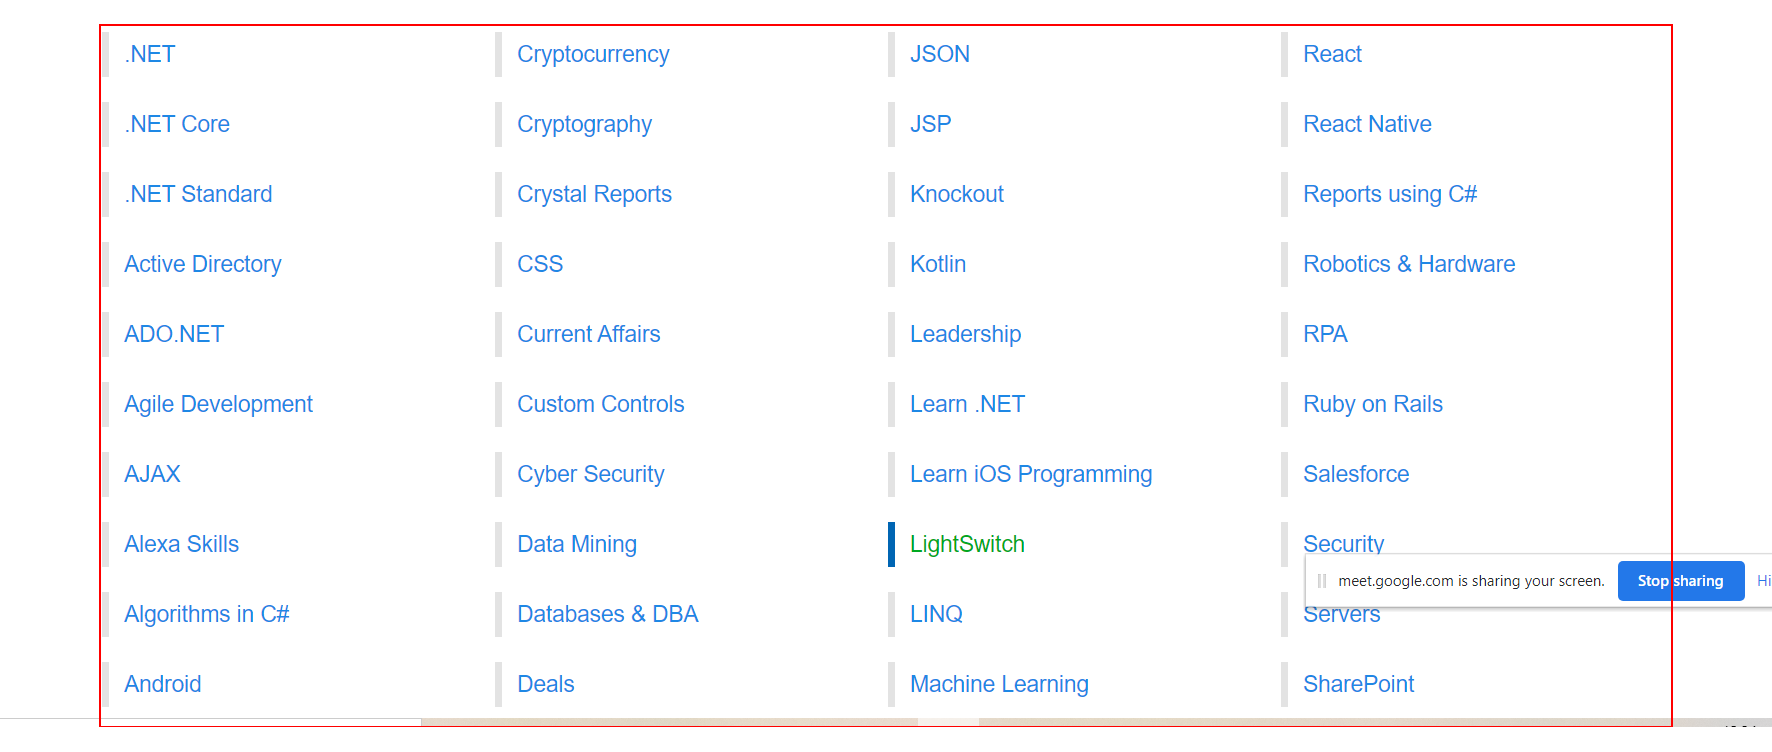 .NET
.NET Core
.NET Standard
Active Directory
ADO.NET
Agile Development
AJAX
Alexa Skills
Algorithms in C#
Android
Cryptocurrency
Cryptography
Crystal Reports
CSS
Current Affairs
Custom Controls
Cyber Security
Data Mining
Databases & DBA
Deals
JSON
JSP
Knockout
Kotlin
Leadership
Learn .NET
Learn iOS Programming
LightSwitch
LINQ
Machine Learning
React
React Native
Reports using C#
Robotics & Hardware
RPA
Ruby on Rails
Salesforce
Security
meet.google.com is sharing your screen. Stop sharing
Servers
SharePoint